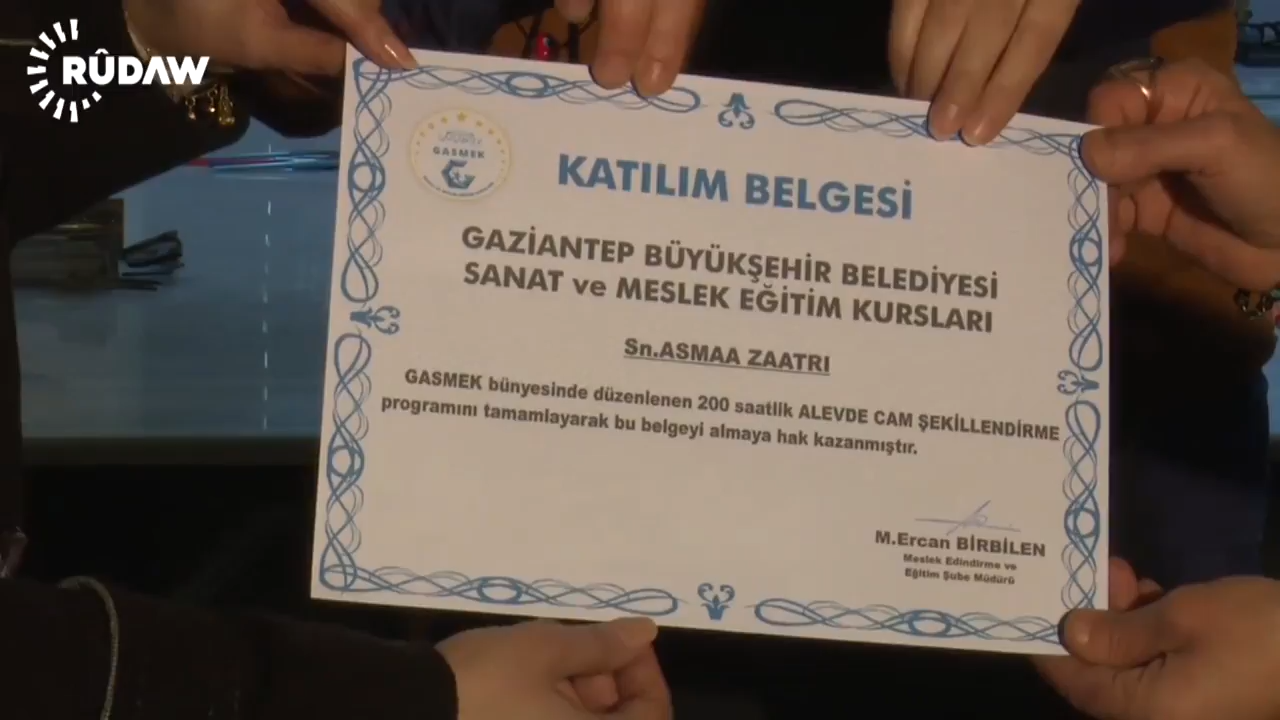 RÛDAW
GASMEK
KATILIM BELGESİ
GAZİANTEP BÜYÜKŞEHİR BELEDİYESİ
SANAT ve MESLEK EĞİTİM KURSLARI
Sn.ASMAA ZAATRI
GASMEK bünyesinde düzenlenen 200 saatlik ALEVDE CAM ŞEKİLLENDİRME
programını tamamlayarak bu belgeyi almaya hak kazanmıştır.
M.Ercan BİRBİLEN
Meslek Edindirme ve
Eğitim Şube Müdürü